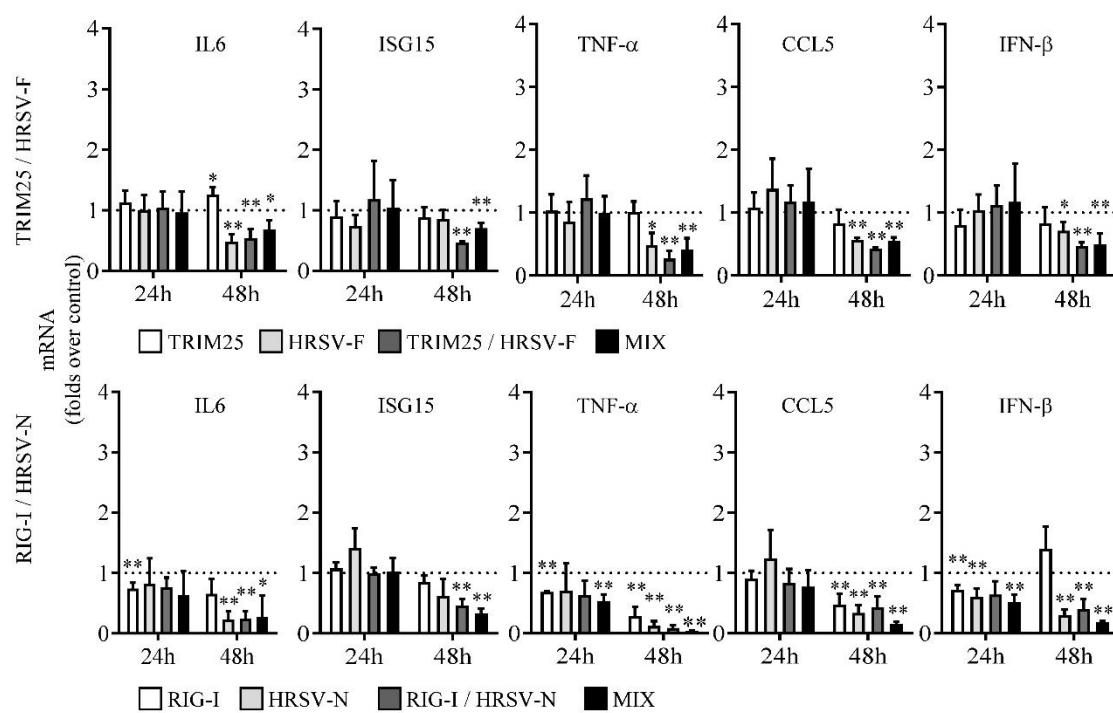 TRIM25 / HRSV-F
IL6
ISG15
TNF-α
CCL5
IFN-β
4
3
2
1
0
*
**
**
*
24h
48h
4
3
2
1
0
**
**
24h
48h
4
3
2
1
0
*
**
**
24h
48h
4
3
2
1
0
**
**
**
24h
48h
4
3
2
1
0
*
**
**
24h
48h
TRIM25 HRSV-F TRIM25 / HRSV-F MIX
mRNA
(folds over control)
RIG-I / HRSV-N
IL6
ISG15
TNF-α
CCL5
IFN-β
4
3
2
1
0
**
**
**
*
24h
48h
4
3
2
1
0
**
**
24h
48h
4
3
2
1
0
**
**
**
**
**
**
24h
48h
4
3
2
1
0
**
**
**
**
24h
48h
4
3
2
1
0
**
**
**
**
**
**
24h
48h
RIG-I HRSV-N RIG-I / HRSV-N MIX